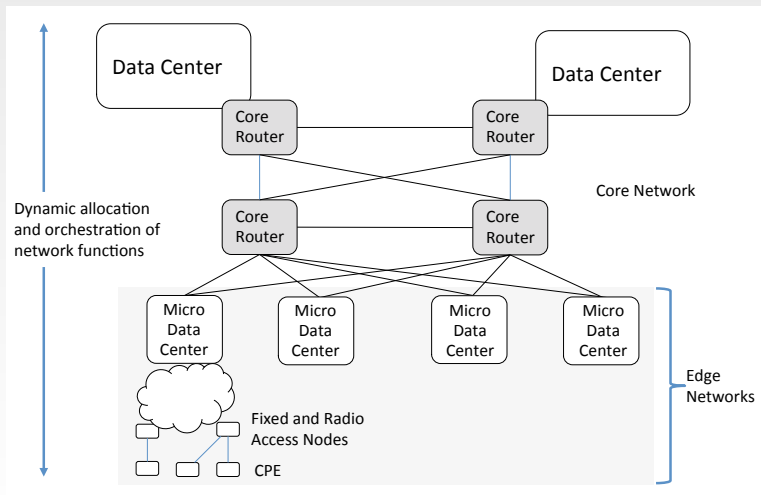 Data Center
Data Center
Core
Router
Core
Router
Core Network
Dynamic allocation
and orchestration of
network functions
Core
Router
Core
Router
Micro
Data
Center
Micro
Data
Center
Micro
Data
Center
Micro
Data
Center
Edge
Networks
Fixed and Radio
Access Nodes
CPE